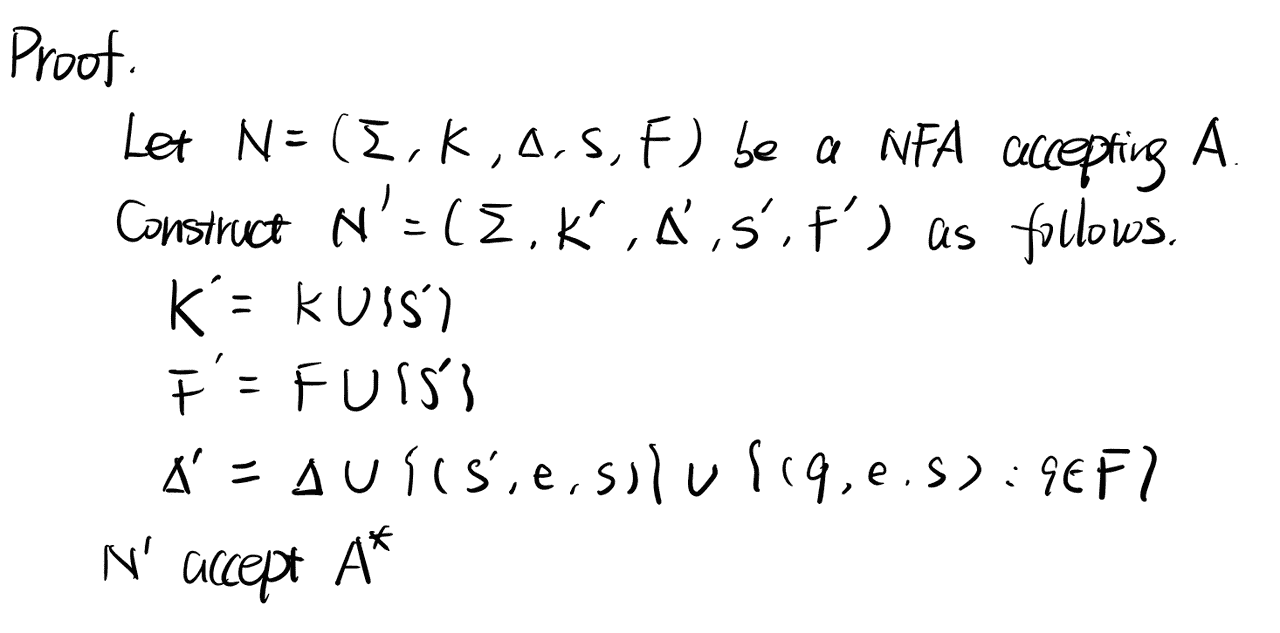 Proof.
Let N = (Σ, K, Δ, S, F) be a NFA accepting A.
Construct N' = (Σ, K', Δ', S', F') as follows.
K' = K ∪ {S'}
F' = F ∪ {S'}
Δ' = Δ ∪ {(S', e, s)} ∪ {(q, e, s) : q ∈ F}
N' accept A*